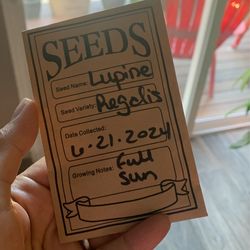 SEEDS
Seed Name: Lupine
Seed Variety: Regalis
Date Collected:
6-21-2024
Growing Notes: Full
Sun